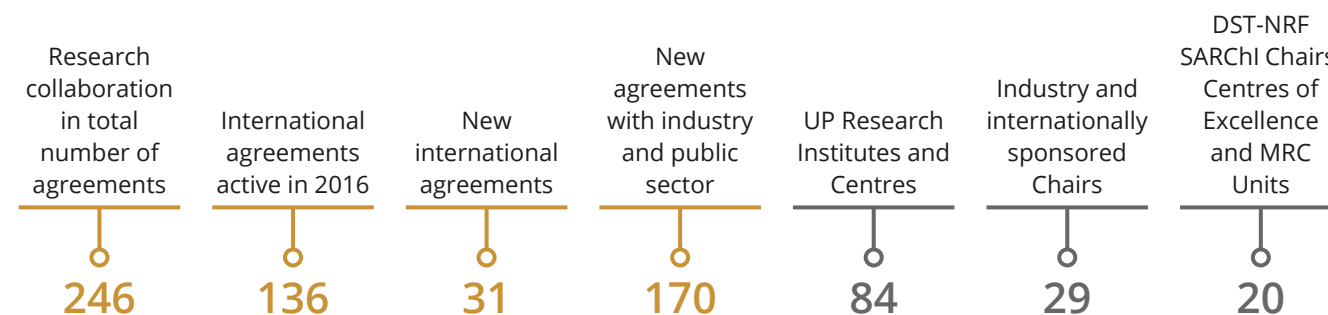 Research
collaboration
in total
number of
agreements
246
International
agreements
active in 2016
136
New
international
agreements
31
New
agreements
with industry
and public
sector
170
UP Research
Institutes and
Centres
84
Industry and
internationally
sponsored
Chairs
29
DST-NRF
SARChI Chairs
Centres of
Excellence
and MRC
Units
20